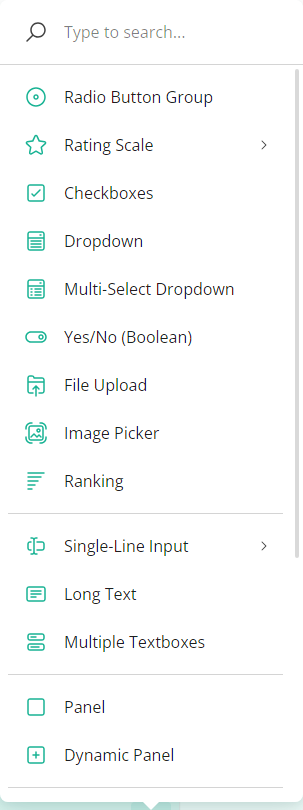 Type to search...
Radio Button Group
Rating Scale
Checkboxes
Dropdown
Multi-Select Dropdown
Yes/No (Boolean)
File Upload
Image Picker
Ranking
Single-Line Input
Long Text
Multiple Textboxes
Panel
Dynamic Panel